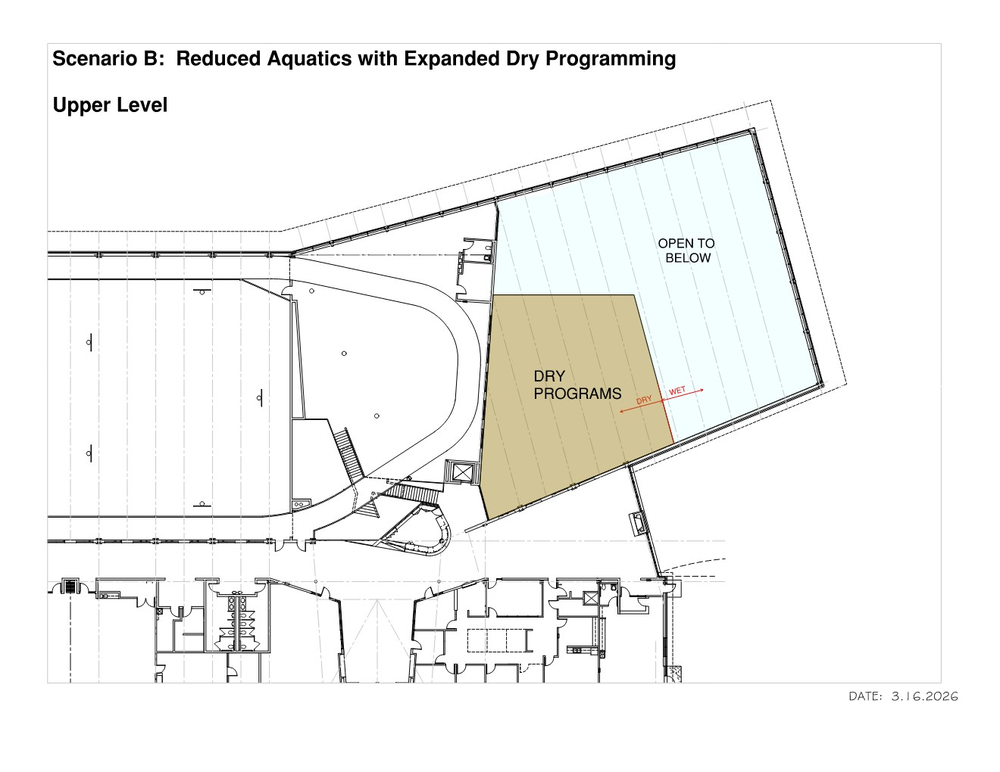 Scenario B:  Reduced Aquatics with Expanded Dry Programming
Upper Level
OPEN TO
BELOW
DRY
PROGRAMS
DRY
WET
DATE:  3.16.2026